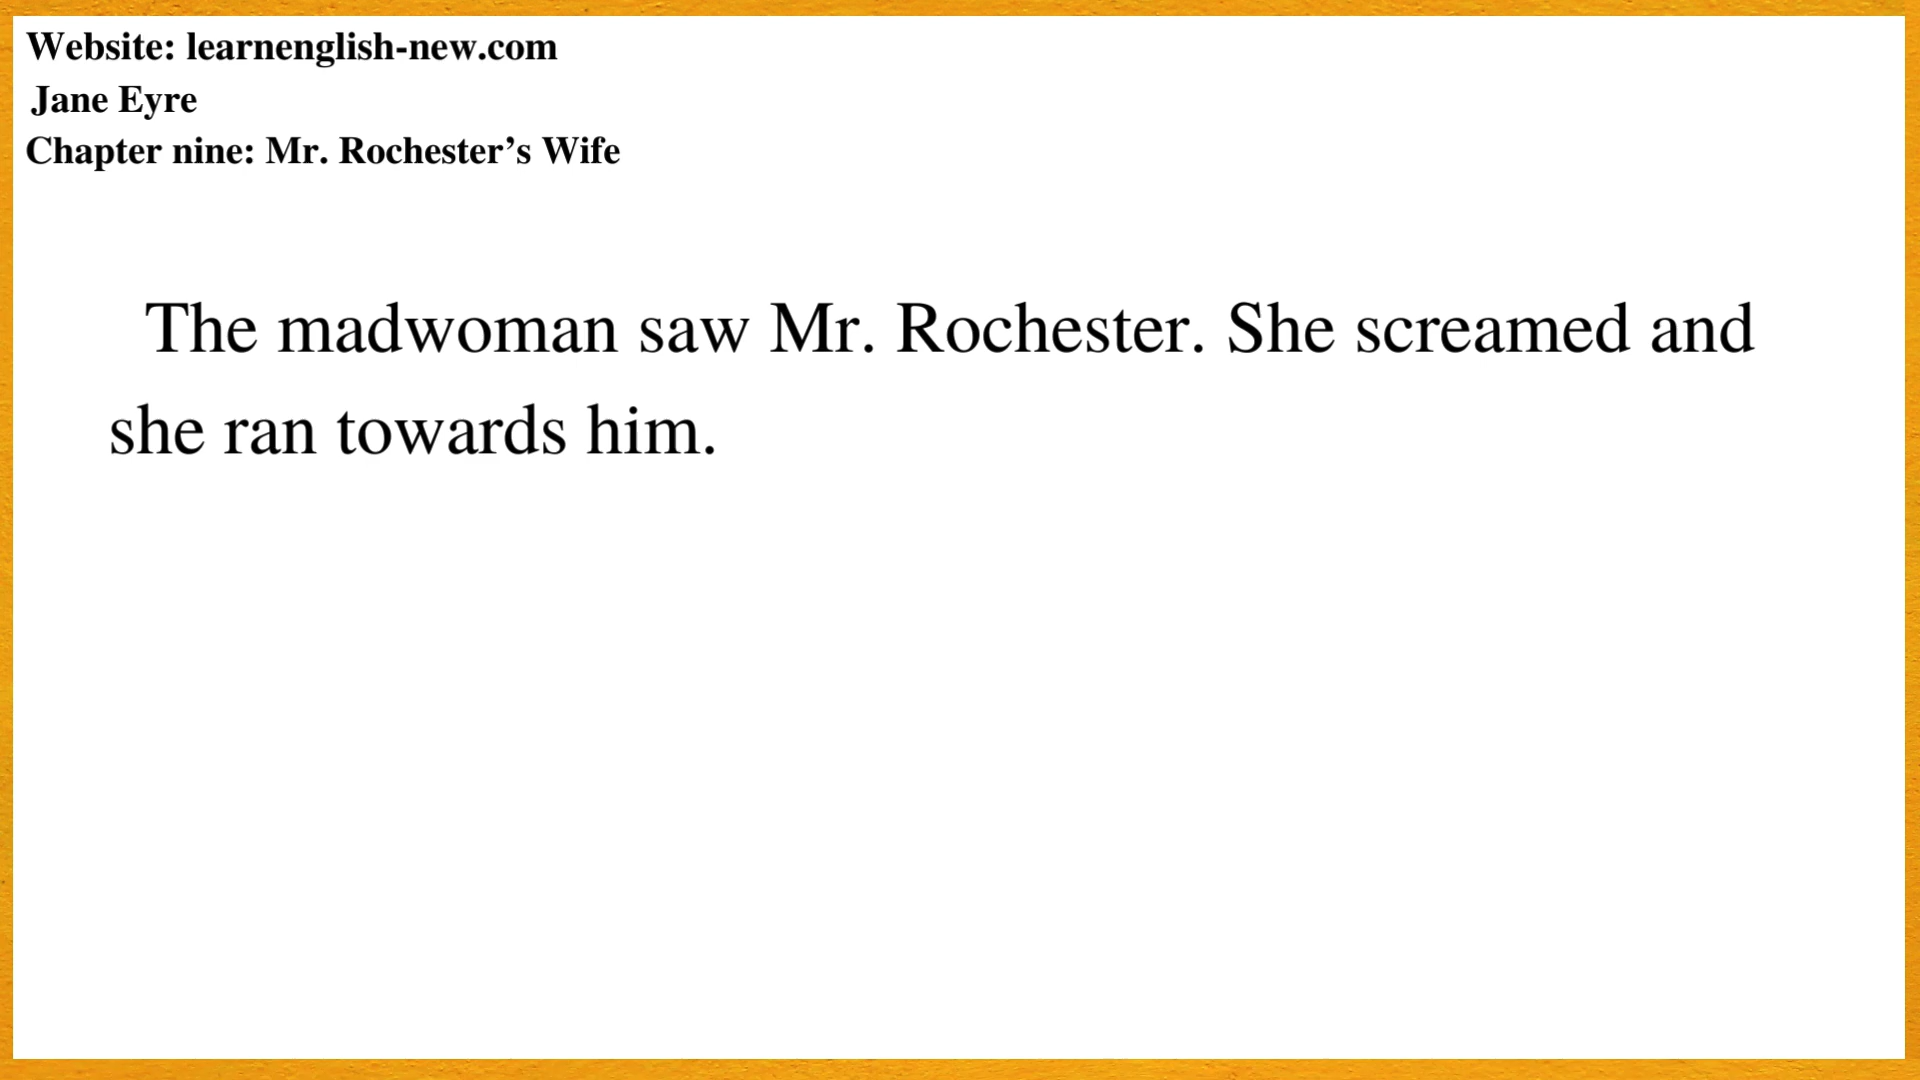 Website: learnenglish-new.com
Jane Eyre
Chapter nine: Mr. Rochester’s Wife
The madwoman saw Mr. Rochester. She screamed and
she ran towards him.